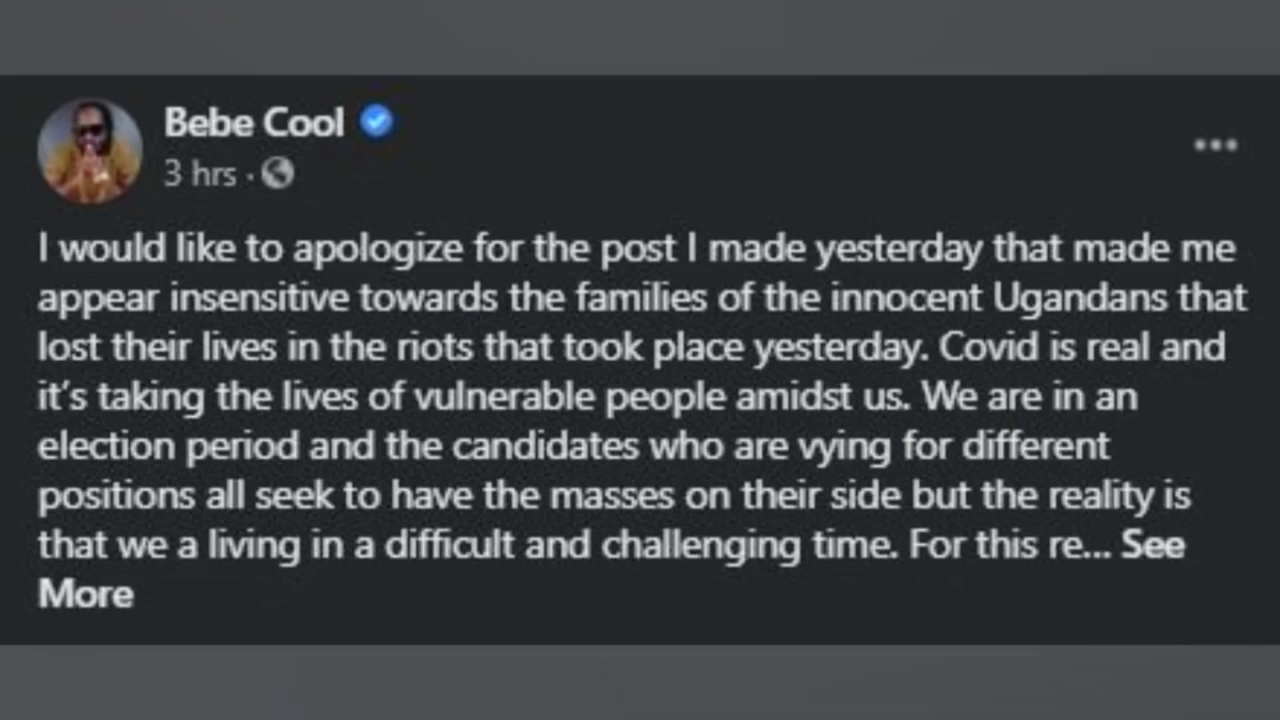 Bebe Cool
3 hrs ·
I would like to apologize for the post I made yesterday that made me
appear insensitive towards the families of the innocent Ugandans that
lost their lives in the riots that took place yesterday. Covid is real and
it's taking the lives of vulnerable people amidst us. We are in an
election period and the candidates who are vying for different
positions all seek to have the masses on their side but the reality is
that we a living in a difficult and challenging time. For this re... See
More